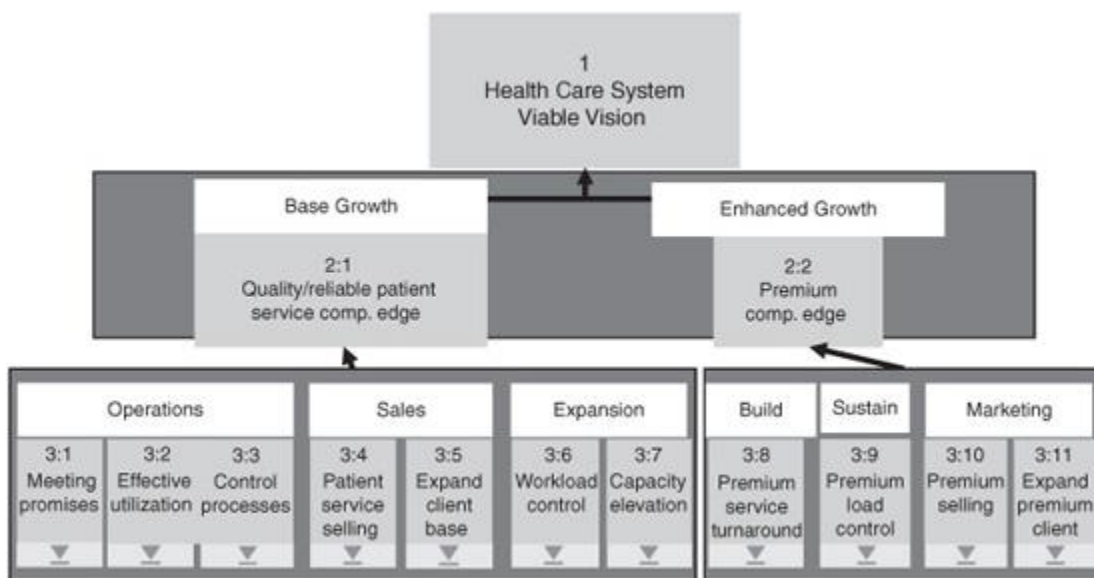 1
Health Care System
Viable Vision
Base Growth
Enhanced Growth
2:1
Quality/reliable patient
service comp. edge
2:2
Premium
comp. edge
Operations
Sales
Expansion
Build
Sustain
Marketing
3:1
Meeting
promises
3:2
Effective
utilization
3:3
Control
processes
3:4
Patient
service
selling
3:5
Expand
client
base
3:6
Workload
control
3:7
Capacity
elevation
3:8
Premium
service
turnaround
3:9
Premium
load
control
3:10
Premium
selling
3:11
Expand
premium
client